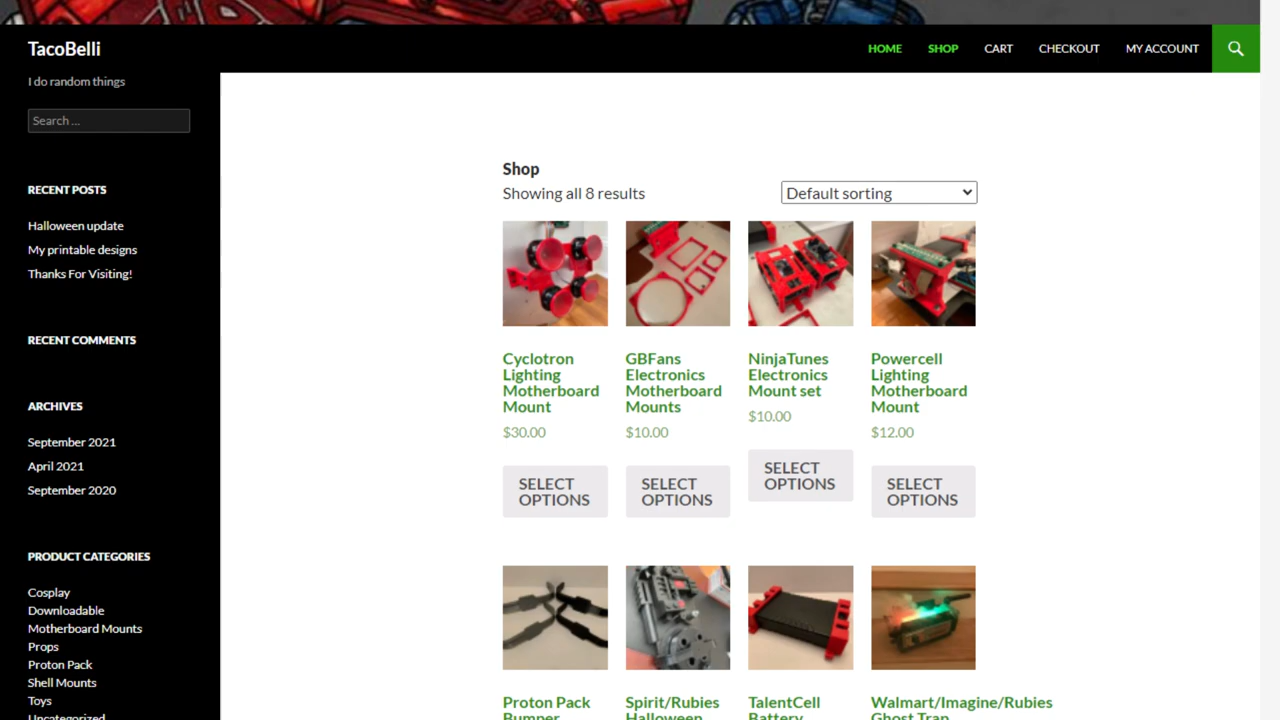 TacoBelli
HOME
SHOP
CART
CHECKOUT
MY ACCOUNT
I do random things
Search ...
RECENT POSTS
Halloween update
My printable designs
Thanks For Visiting!
RECENT COMMENTS
ARCHIVES
September 2021
April 2021
September 2020
PRODUCT CATEGORIES
Cosplay
Downloadable
Motherboard Mounts
Props
Proton Pack
Shell Mounts
Toys
Uncategorized
Shop
Showing all 8 results
Default sorting
Cyclotron
Lighting
Motherboard
Mount
$30.00
SELECT
OPTIONS
GBFans
Electronics
Motherboard
Mounts
$10.00
SELECT
OPTIONS
NinjaTunes
Electronics
Mount set
$10.00
SELECT
OPTIONS
Powercell
Lighting
Motherboard
Mount
$12.00
SELECT
OPTIONS
Proton Pack
Bumper
Spirit/Rubies
Halloween
TalentCell
Battery
Walmart/Imagine/Rubies
Ghost Trap